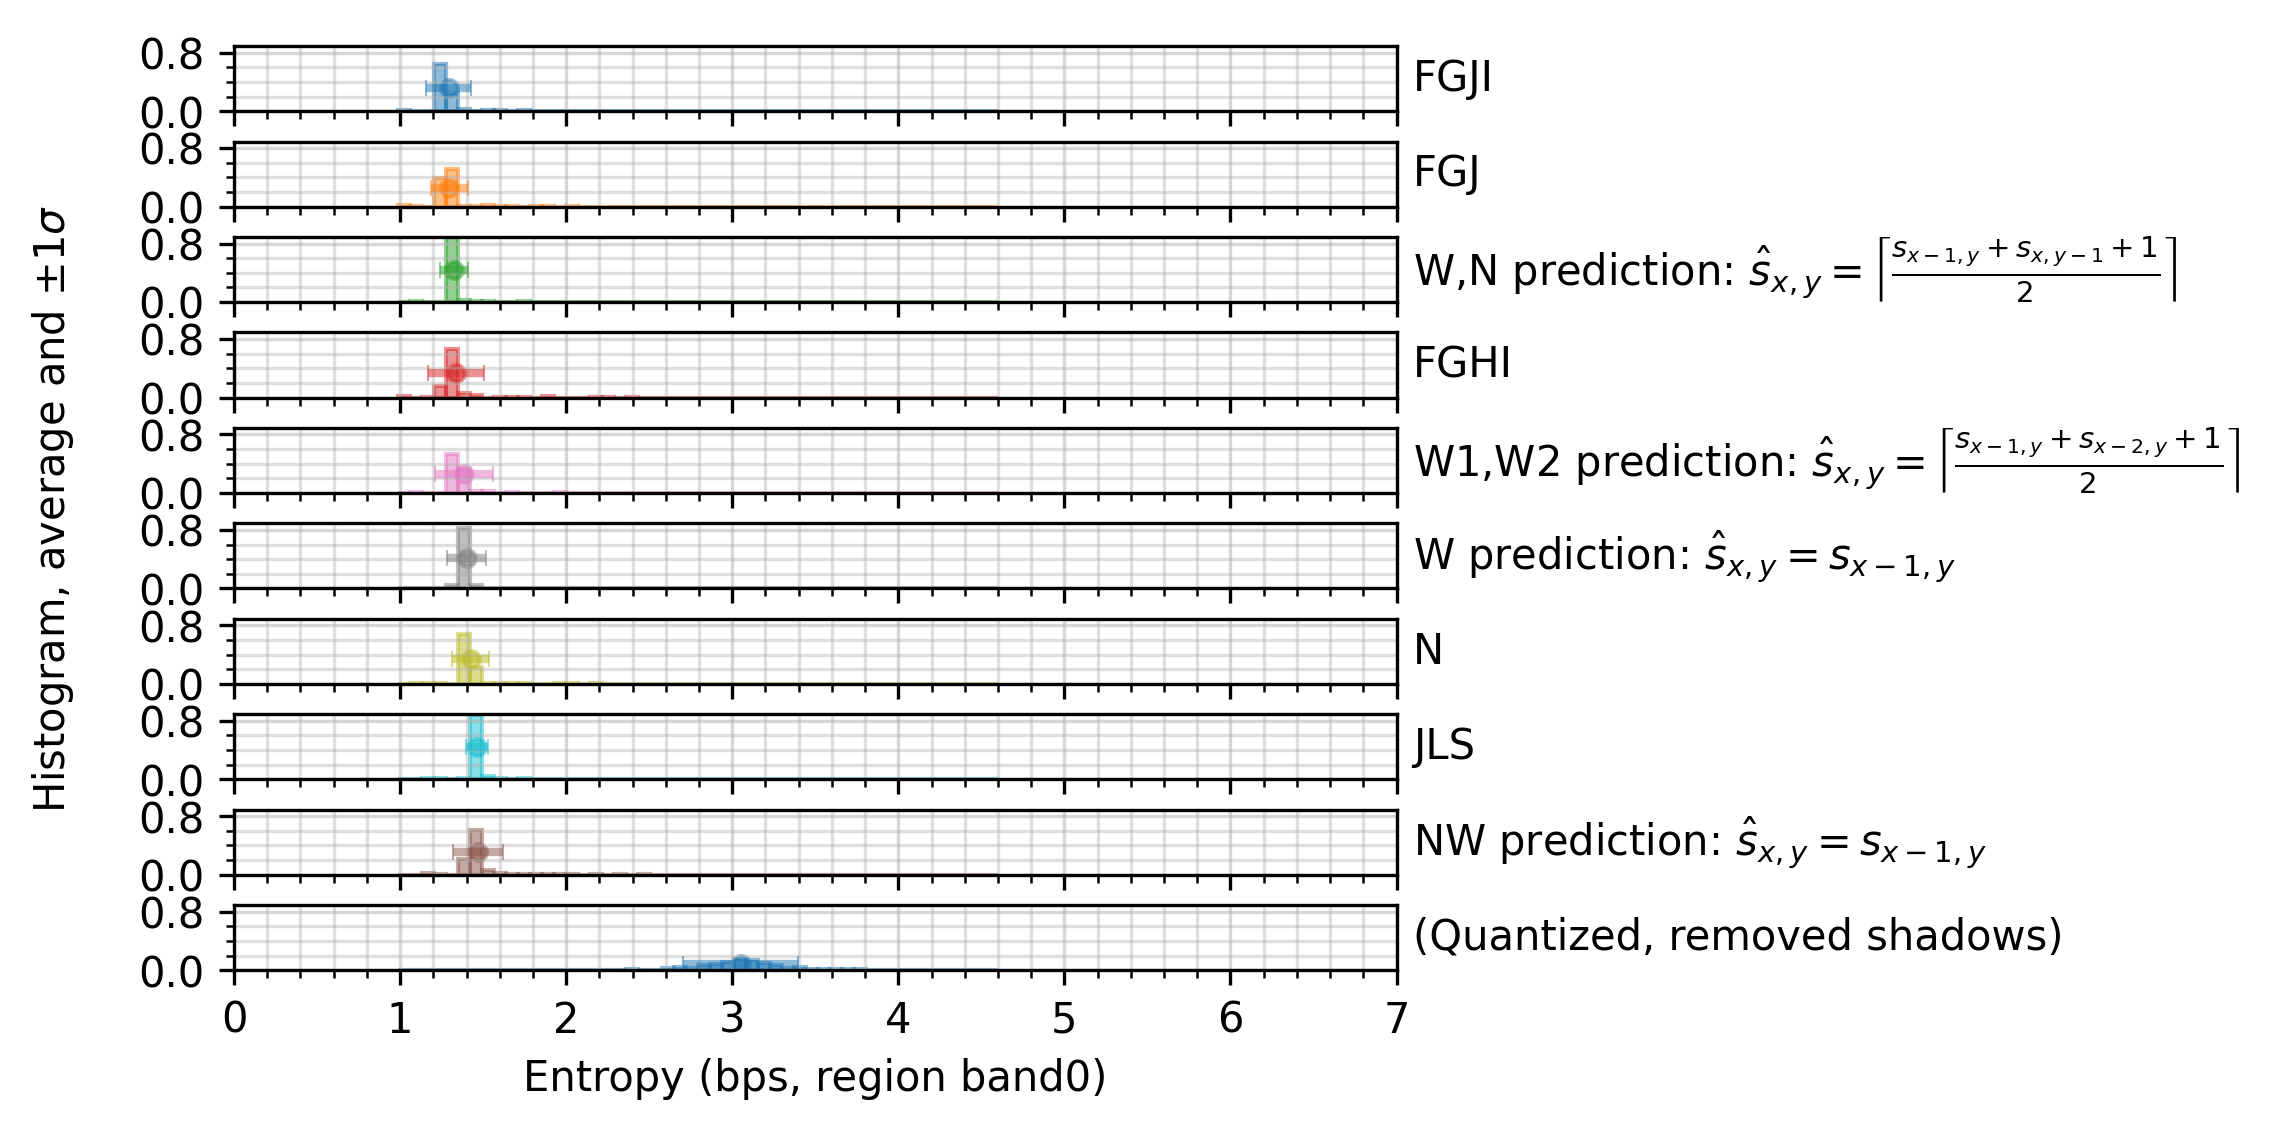 Histogram, average and ±1σ
0.8
0.0
FGJI
0.8
0.0
FGJ
0.8
0.0
W,N prediction: ŝ_{x,y} = ⌈(s_{x−1,y} + s_{x,y−1} + 1)/2⌉
0.8
0.0
FGHI
0.8
0.0
W1,W2 prediction: ŝ_{x,y} = ⌈(s_{x−1,y} + s_{x−2,y} + 1)/2⌉
0.8
0.0
W prediction: ŝ_{x,y} = s_{x−1,y}
0.8
0.0
N
0.8
0.0
JLS
0.8
0.0
NW prediction: ŝ_{x,y} = s_{x−1,y}
0.8
0.0
(Quantized, removed shadows)
0 1 2 3 4 5 6 7
Entropy (bps, region band0)